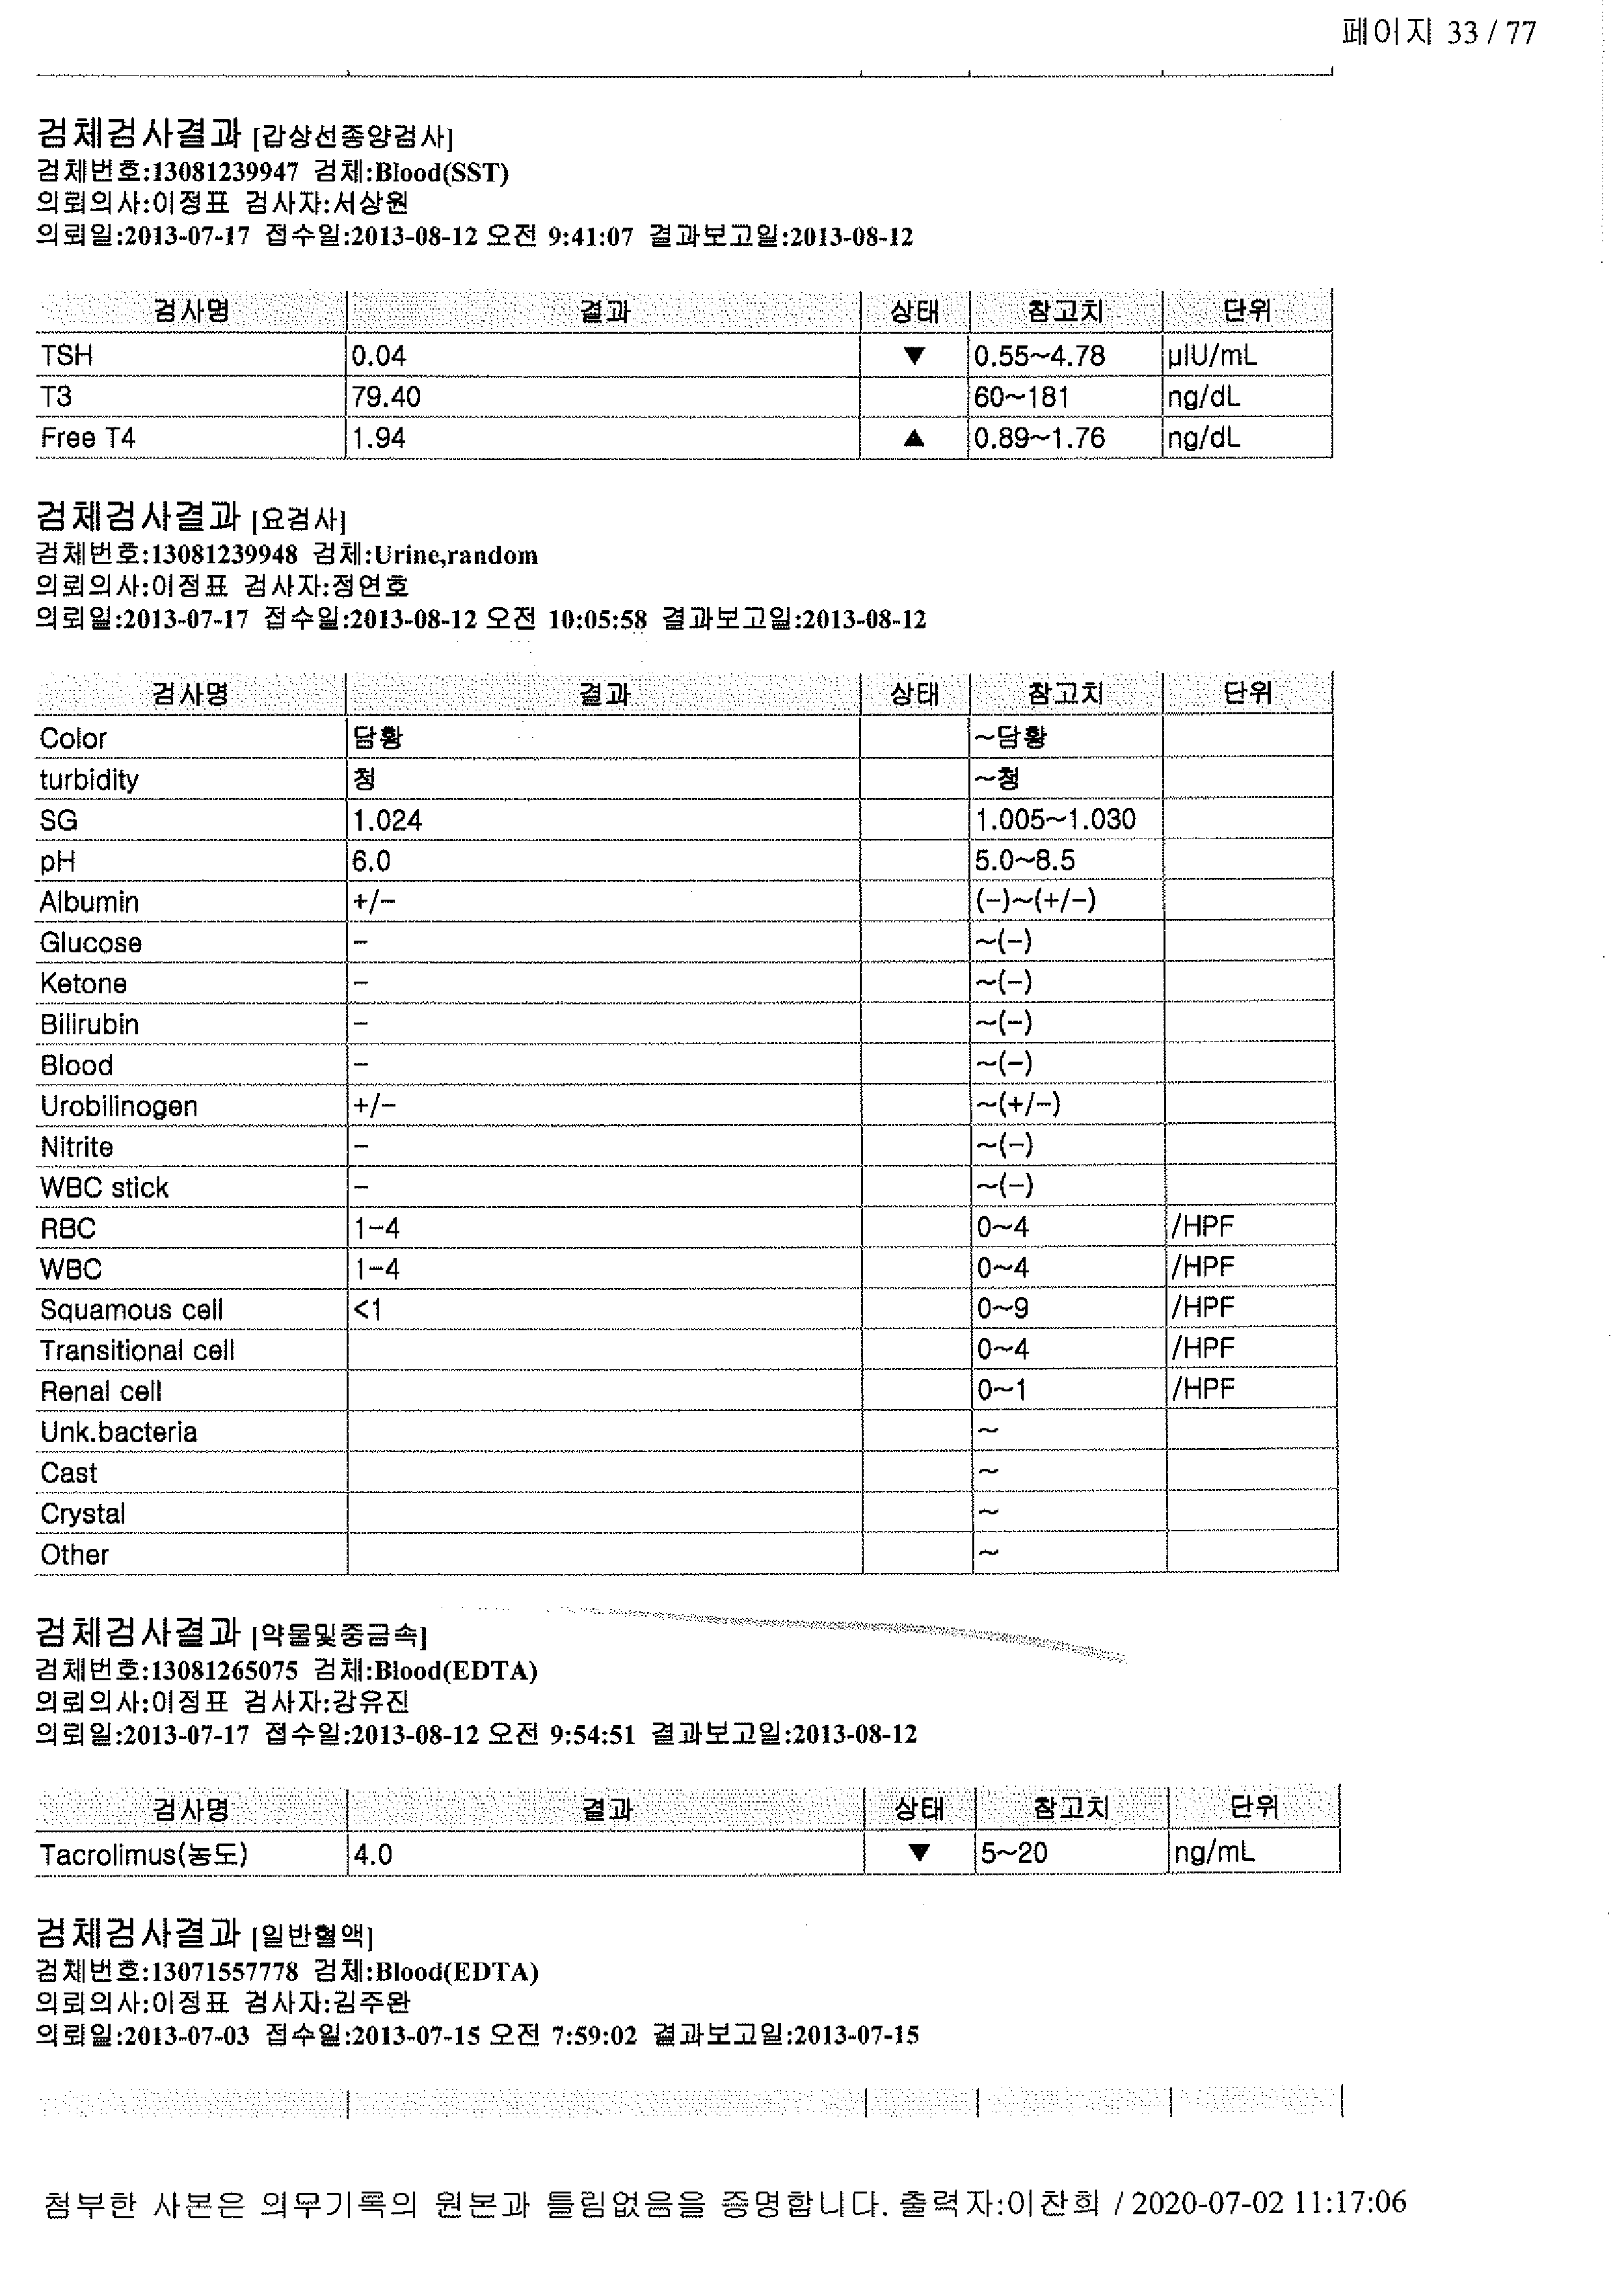 페이지 33 / 77
검체검사결과 [갑상선종양검사]
검체번호:13081239947 검체:Blood(SST)
의뢰의사:이정표 검사자:서상원
의뢰일:2013-07-17 접수일:2013-08-12 오전 9:41:07 결과보고일:2013-08-12
검사명 결과 상태 참고치 단위
TSH 0.04 ▼ 0.55~4.78 µIU/mL
T3 79.40 60~181 ng/dL
Free T4 1.94 ▲ 0.89~1.76 ng/dL
검체검사결과 [요검사]
검체번호:13081239948 검체:Urine,random
의뢰의사:이정표 검사자:정연호
의뢰일:2013-07-17 접수일:2013-08-12 오전 10:05:58 결과보고일:2013-08-12
검사명 결과 상태 참고치 단위
Color 담황 ~담황
turbidity 청 ~청
SG 1.024 1.005~1.030
pH 6.0 5.0~8.5
Albumin +/- (-)~(+/-)
Glucose - ~(-)
Ketone - ~(-)
Bilirubin - ~(-)
Blood - ~(-)
Urobilinogen +/- ~(+/-)
Nitrite - ~(-)
WBC stick - ~(-)
RBC 1-4 0~4 /HPF
WBC 1-4 0~4 /HPF
Squamous cell <1 0~9 /HPF
Transitional cell 0~4 /HPF
Renal cell 0~1 /HPF
Unk.bacteria ~
Cast ~
Crystal ~
Other ~
검체검사결과 [약물및중금속]
검체번호:13081265075 검체:Blood(EDTA)
의뢰의사:이정표 검사자:강유진
의뢰일:2013-07-17 접수일:2013-08-12 오전 9:54:51 결과보고일:2013-08-12
검사명 결과 상태 참고치 단위
Tacrolimus(농도) 4.0 ▼ 5~20 ng/mL
검체검사결과 [일반혈액]
검체번호:13071557778 검체:Blood(EDTA)
의뢰의사:이정표 검사자:김주완
의뢰일:2013-07-03 접수일:2013-07-15 오전 7:59:02 결과보고일:2013-07-15
첨부한 사본은 의무기록의 원본과 틀림없음을 증명합니다. 출력자:이찬희 / 2020-07-02 11:17:06